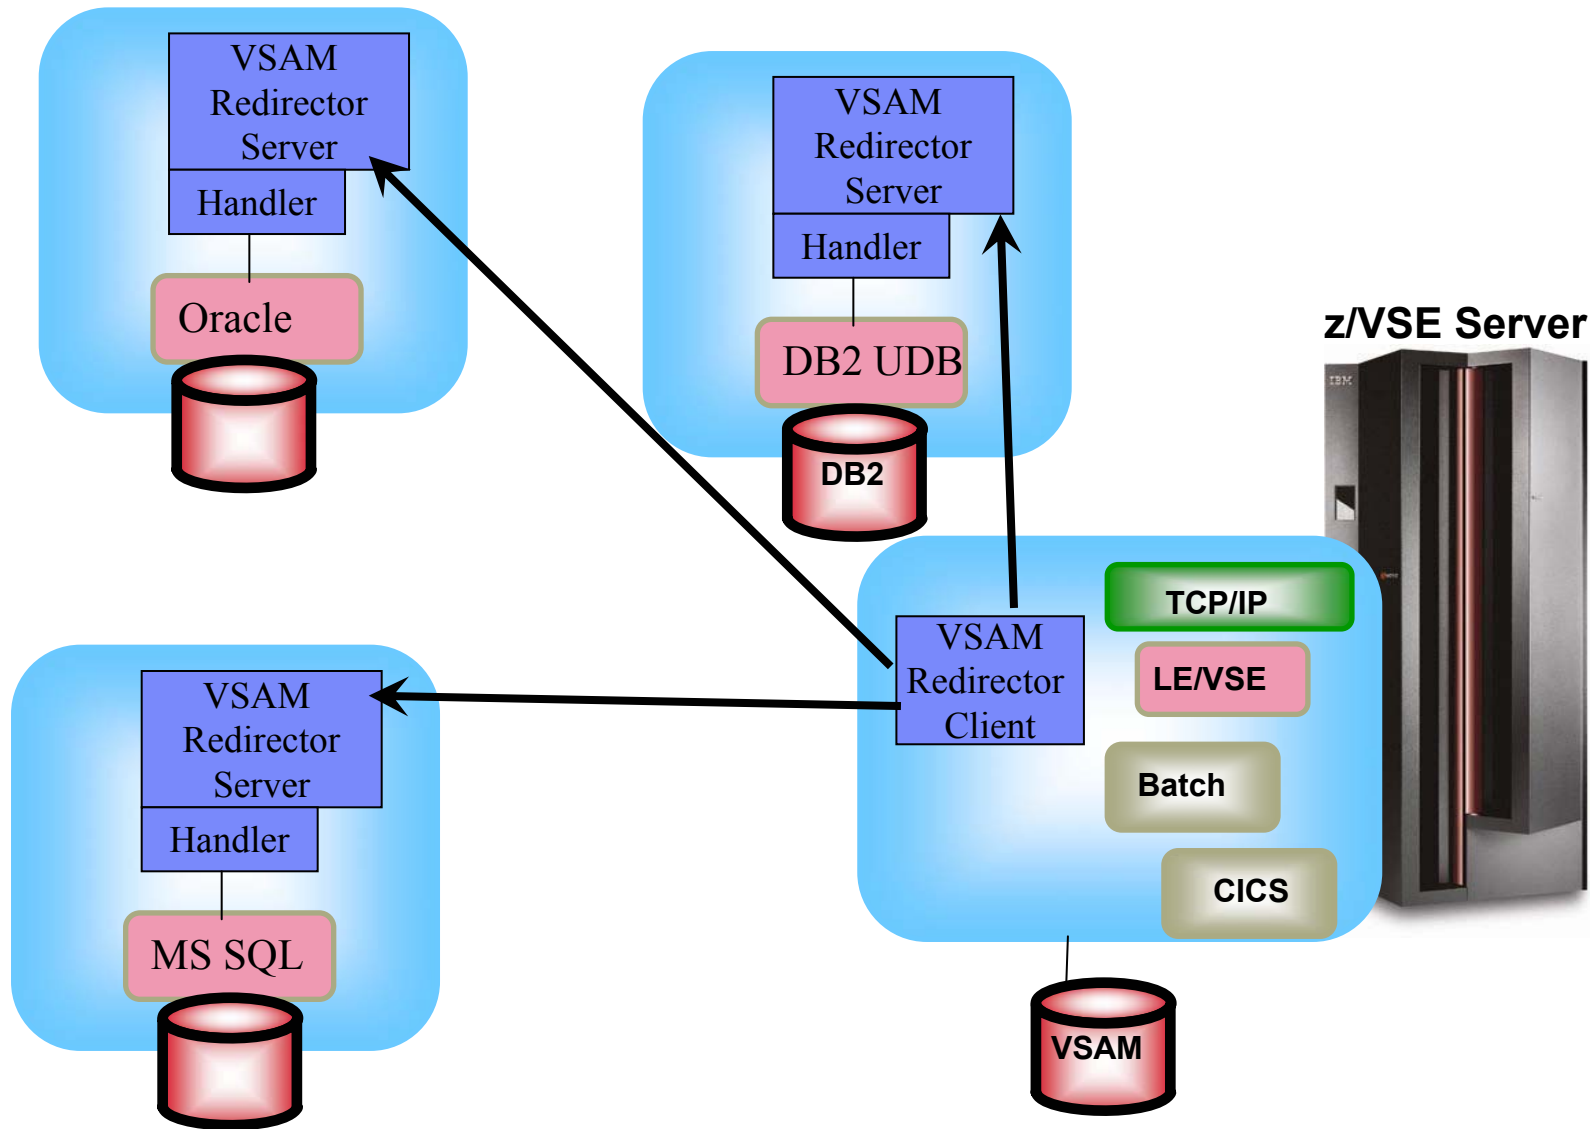 VSAM
Redirector
Server
Handler
Oracle
VSAM
Redirector
Server
Handler
DB2 UDB
DB2
z/VSE Server
IBM
TCP/IP
LE/VSE
Batch
CICS
VSAM
Redirector
Client
VSAM
VSAM
Redirector
Server
Handler
MS SQL